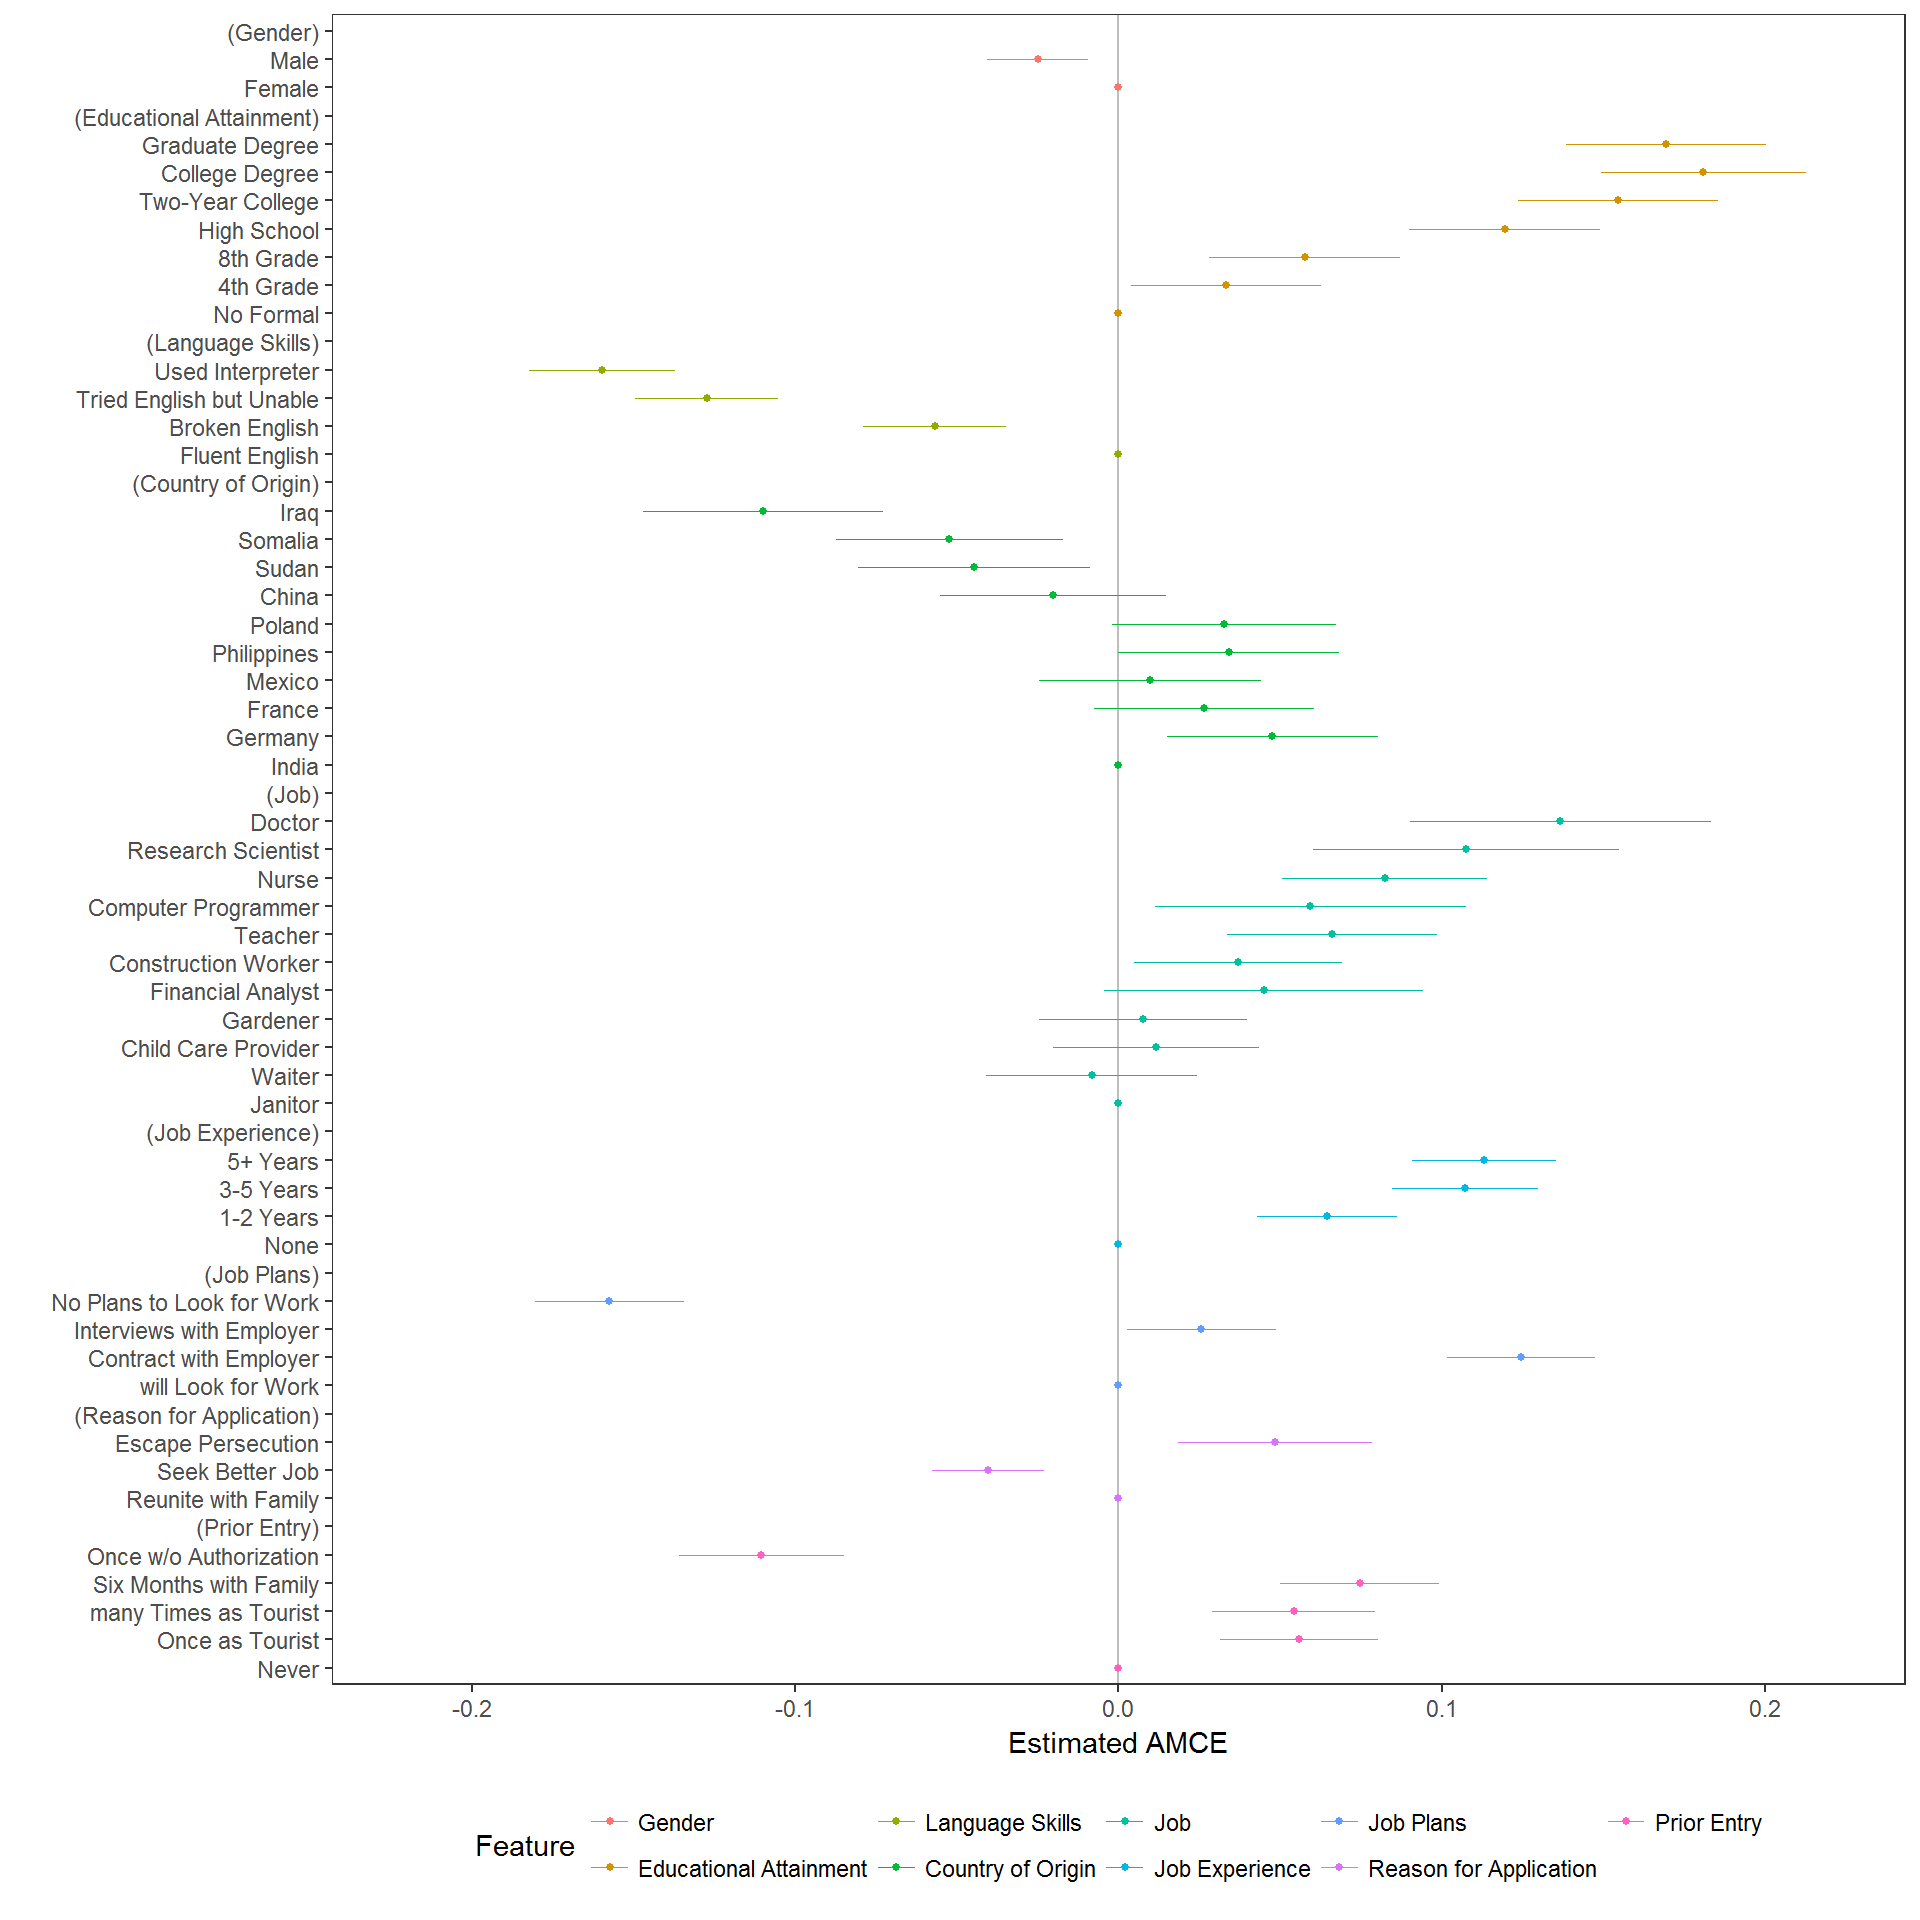 (Gender)
Male
Female
(Educational Attainment)
Graduate Degree
College Degree
Two-Year College
High School
8th Grade
4th Grade
No Formal
(Language Skills)
Used Interpreter
Tried English but Unable
Broken English
Fluent English
(Country of Origin)
Iraq
Somalia
Sudan
China
Poland
Philippines
Mexico
France
Germany
India
(Job)
Doctor
Research Scientist
Nurse
Computer Programmer
Teacher
Construction Worker
Financial Analyst
Gardener
Child Care Provider
Waiter
Janitor
(Job Experience)
5+ Years
3-5 Years
1-2 Years
None
(Job Plans)
No Plans to Look for Work
Interviews with Employer
Contract with Employer
will Look for Work
(Reason for Application)
Escape Persecution
Seek Better Job
Reunite with Family
(Prior Entry)
Once w/o Authorization
Six Months with Family
many Times as Tourist
Once as Tourist
Never
-0.2 -0.1 0.0 0.1 0.2
Estimated AMCE
Feature
Gender Language Skills Job Job Plans Prior Entry
Educational Attainment Country of Origin Job Experience Reason for Application